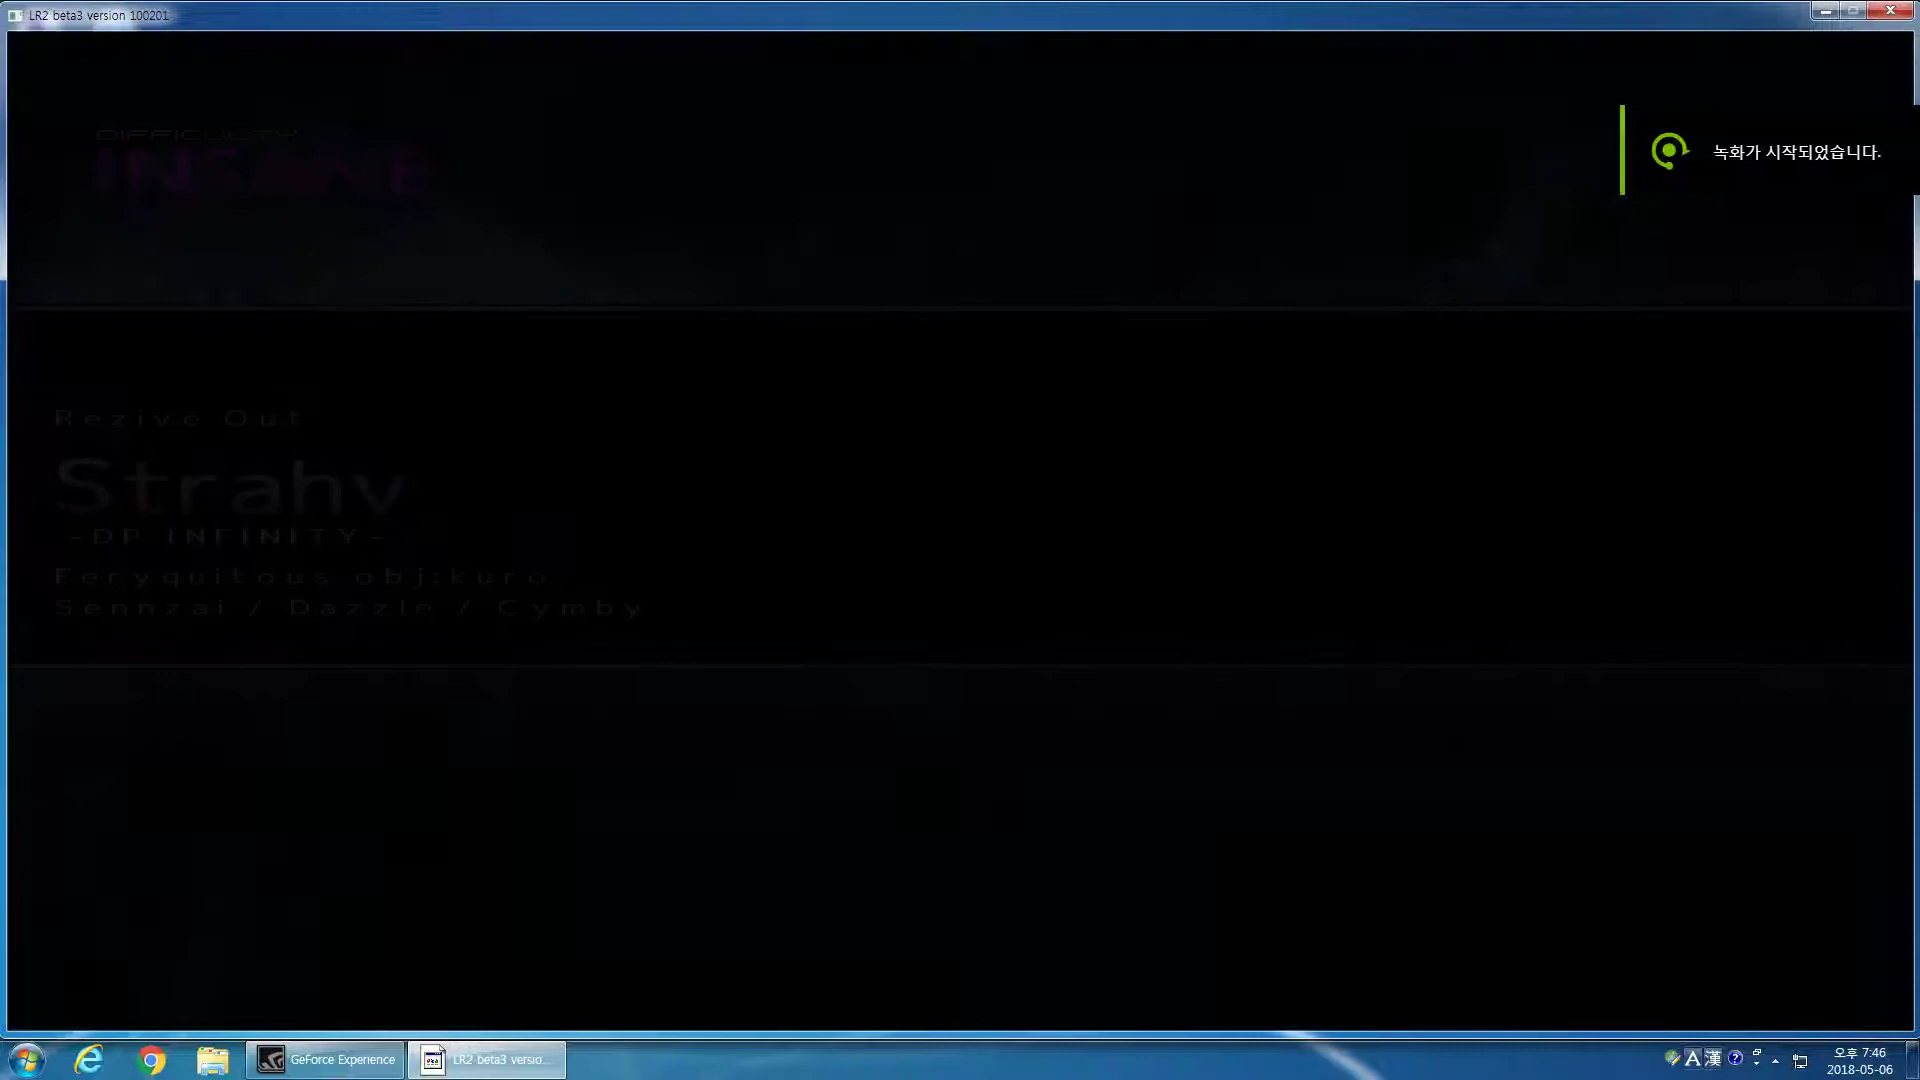 LR2 beta3 version 100201
녹화가 시작되었습니다.
DIFFICULTY
INSANE
Rezive Out
Strahv
-DP INFINITY-
Feryquitous obj:kuro
Sennzai / Dazzle / Cymby
GeForce Experience
LR2 beta3 versio...
A 漢
오후 7:46
2018-05-06